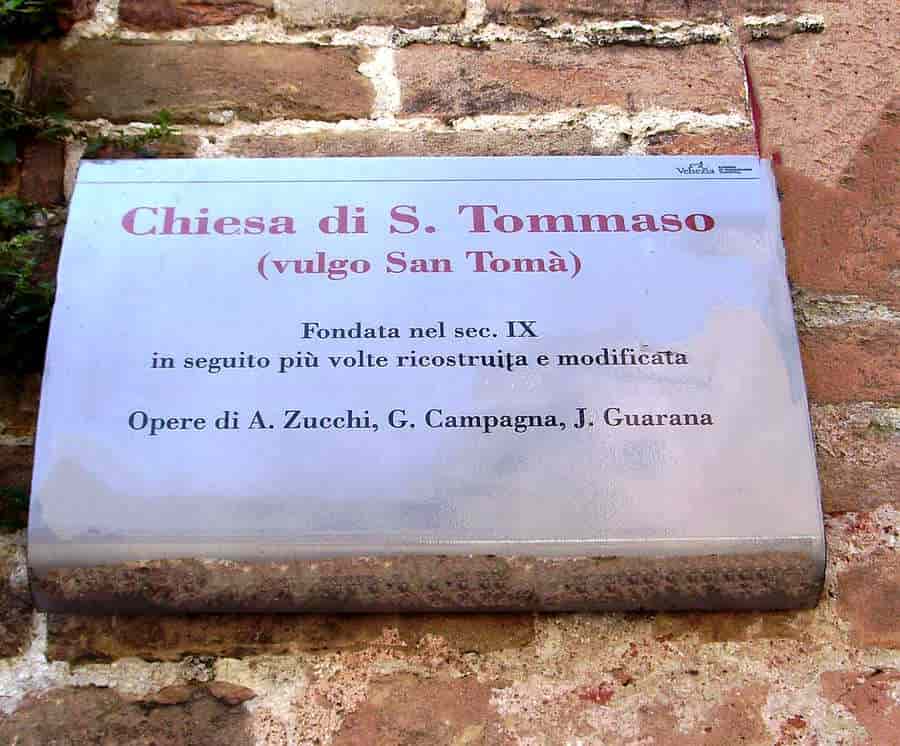 Venezia
Chiesa di S. Tommaso
(vulgo San Tomà)
Fondata nel sec. IX
in seguito più volte ricostruita e modificata
Opere di A. Zucchi, G. Campagna, J. Guarana